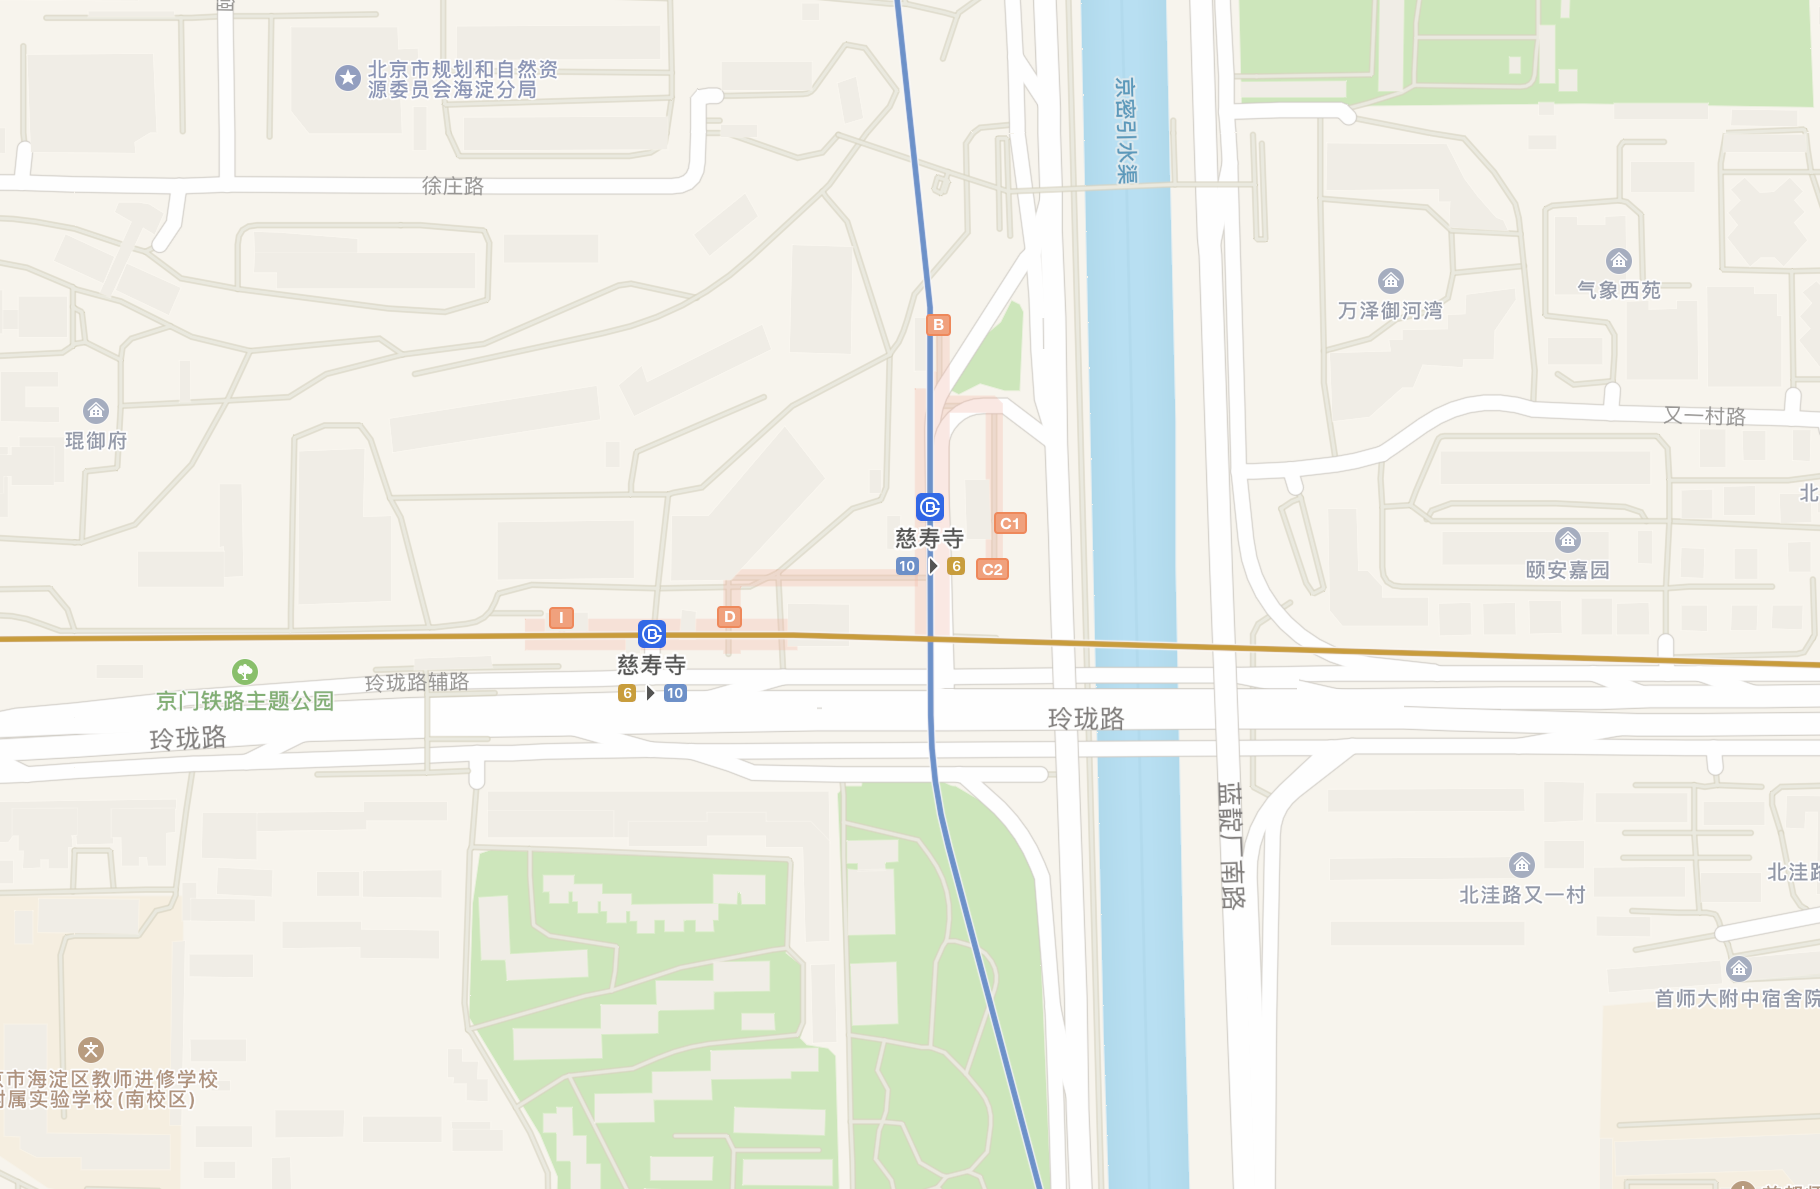 北京市规划和自然资
源委员会海淀分局
京密引水渠
徐庄路
万泽御河湾
气象西苑
B
琨御府
又一村路
慈寿寺
10
6
C1
C2
颐安嘉园
I
D
慈寿寺
6
10
京门铁路主题公园
玲珑路辅路
玲珑路
玲珑路
蓝靛厂南路
北洼路又一村
北洼路
首师大附中宿舍院
京市海淀区教师进修学校
附属实验学校(南校区)
北